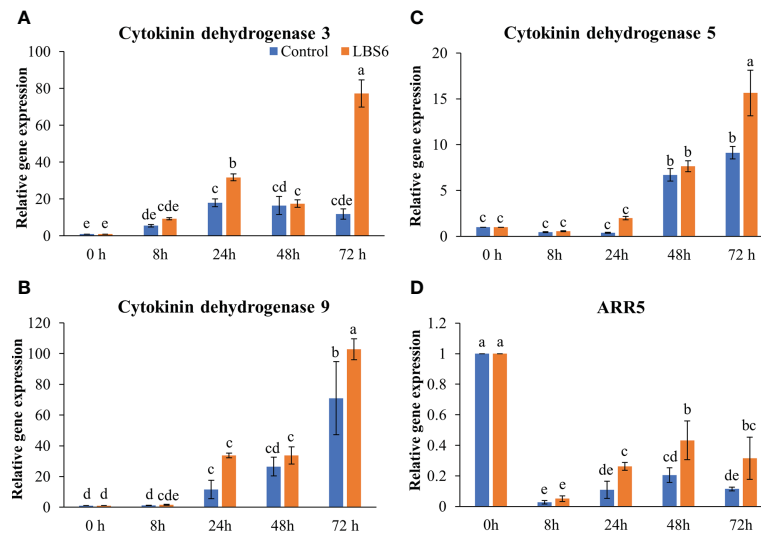 A
Cytokinin dehydrogenase 3
Control LBS6
Relative gene expression
100
80
60
40
20
0
e e de cde c b cd c cde a
0 h 8h 24h 48h 72 h
B
Cytokinin dehydrogenase 9
Relative gene expression
120
100
80
60
40
20
0
d d d cde c c cd c b a
0 h 8h 24h 48h 72 h
C
Cytokinin dehydrogenase 5
Relative gene expression
20
15
10
5
0
c c c c c c b b b a
0 h 8h 24h 48h 72 h
D
ARR5
Relative gene expression
1.2
1
0.8
0.6
0.4
0.2
0
a a e e de c cd b de bc
0h 8h 24h 48h 72h